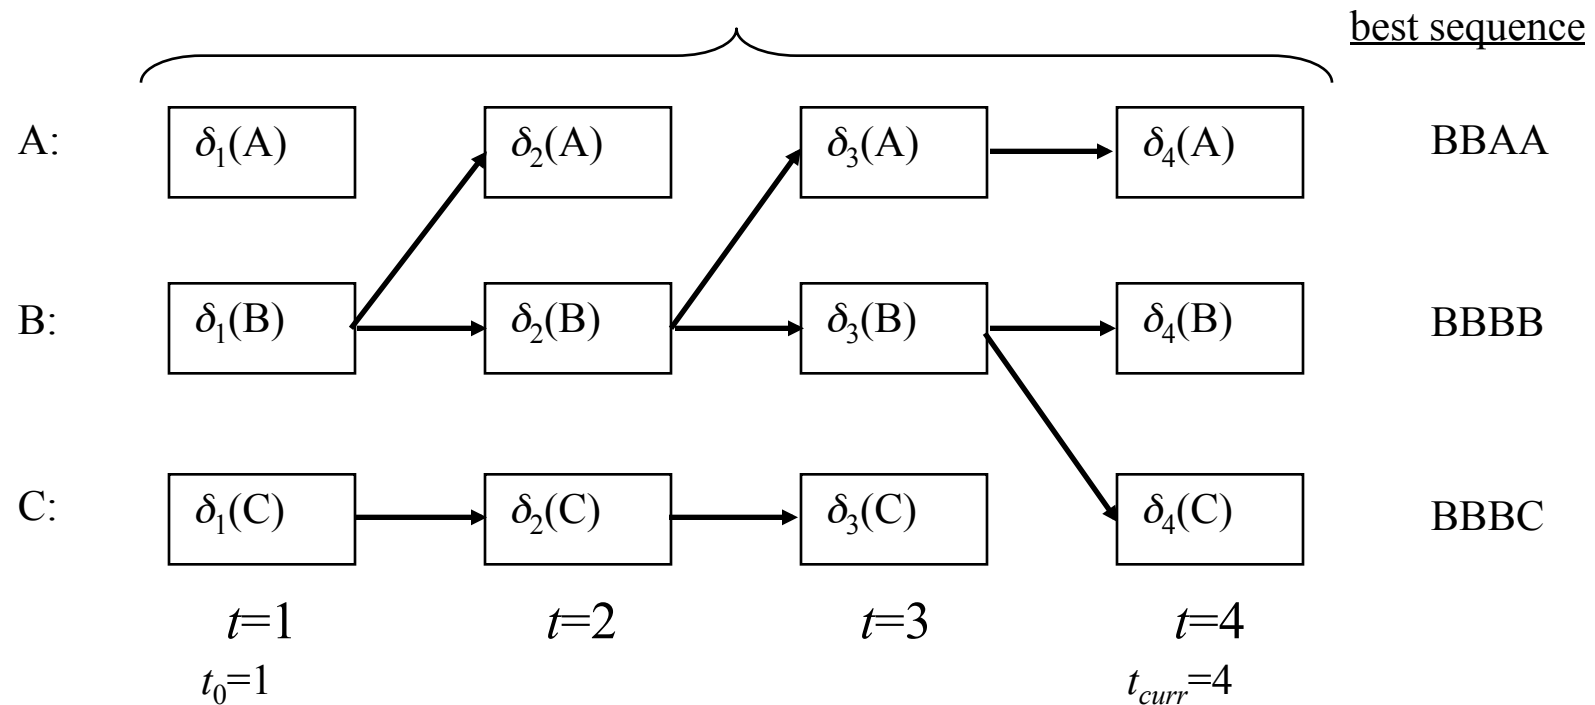 best sequence
A: δ₁(A) δ₂(A) δ₃(A) δ₄(A) BBAA
B: δ₁(B) δ₂(B) δ₃(B) δ₄(B) BBBB
C: δ₁(C) δ₂(C) δ₃(C) δ₄(C) BBBC
t=1 t=2 t=3 t=4
t₀=1 t_curr=4